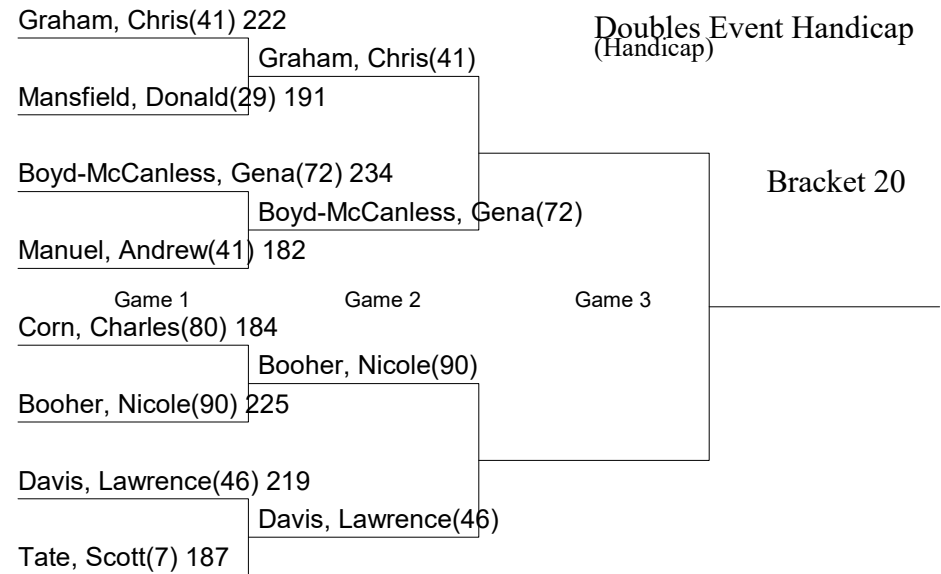 Graham, Chris(41) 222
Doubles Event Handicap
(Handicap)
Graham, Chris(41)
Mansfield, Donald(29) 191
Boyd-McCanless, Gena(72) 234
Bracket 20
Boyd-McCanless, Gena(72)
Manuel, Andrew(41) 182
Game 1 Game 2 Game 3
Corn, Charles(80) 184
Booher, Nicole(90)
Booher, Nicole(90) 225
Davis, Lawrence(46) 219
Davis, Lawrence(46)
Tate, Scott(7) 187